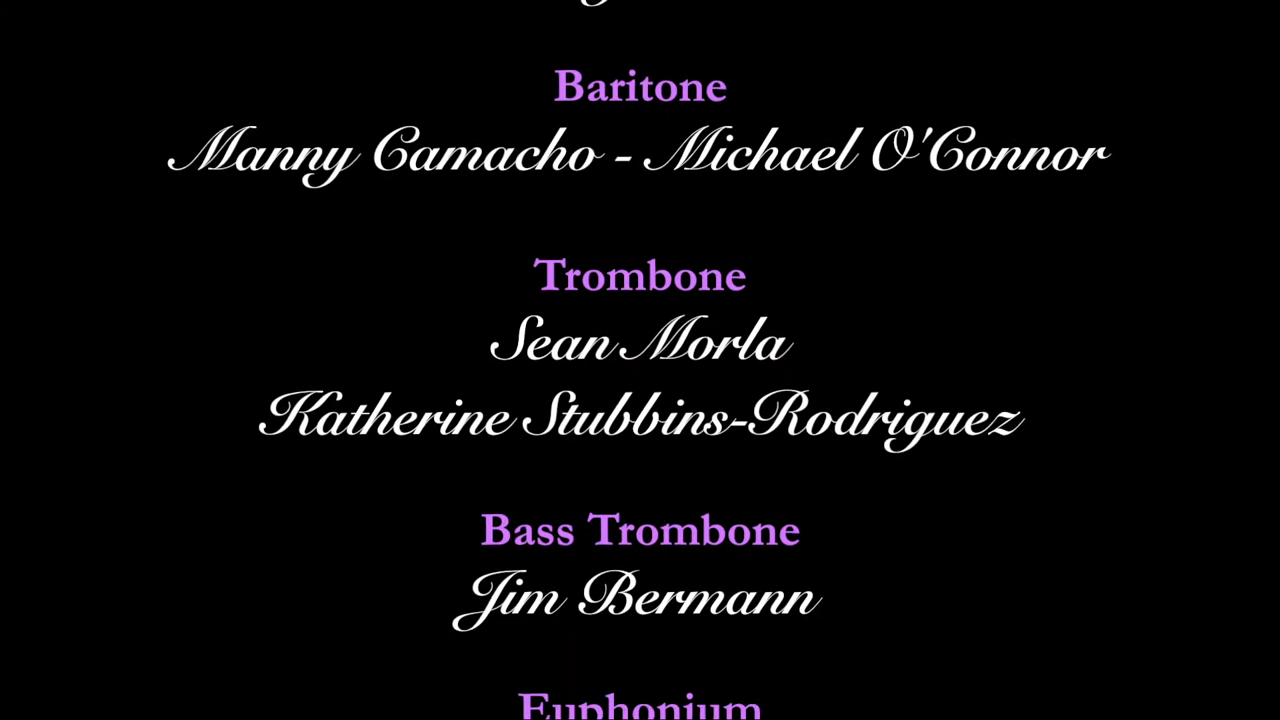 Baritone
Manny Camacho - Michael O'Connor
Trombone
Sean Morla
Katherine Stubbins-Rodriguez
Bass Trombone
Jim Bermann
Euphonium